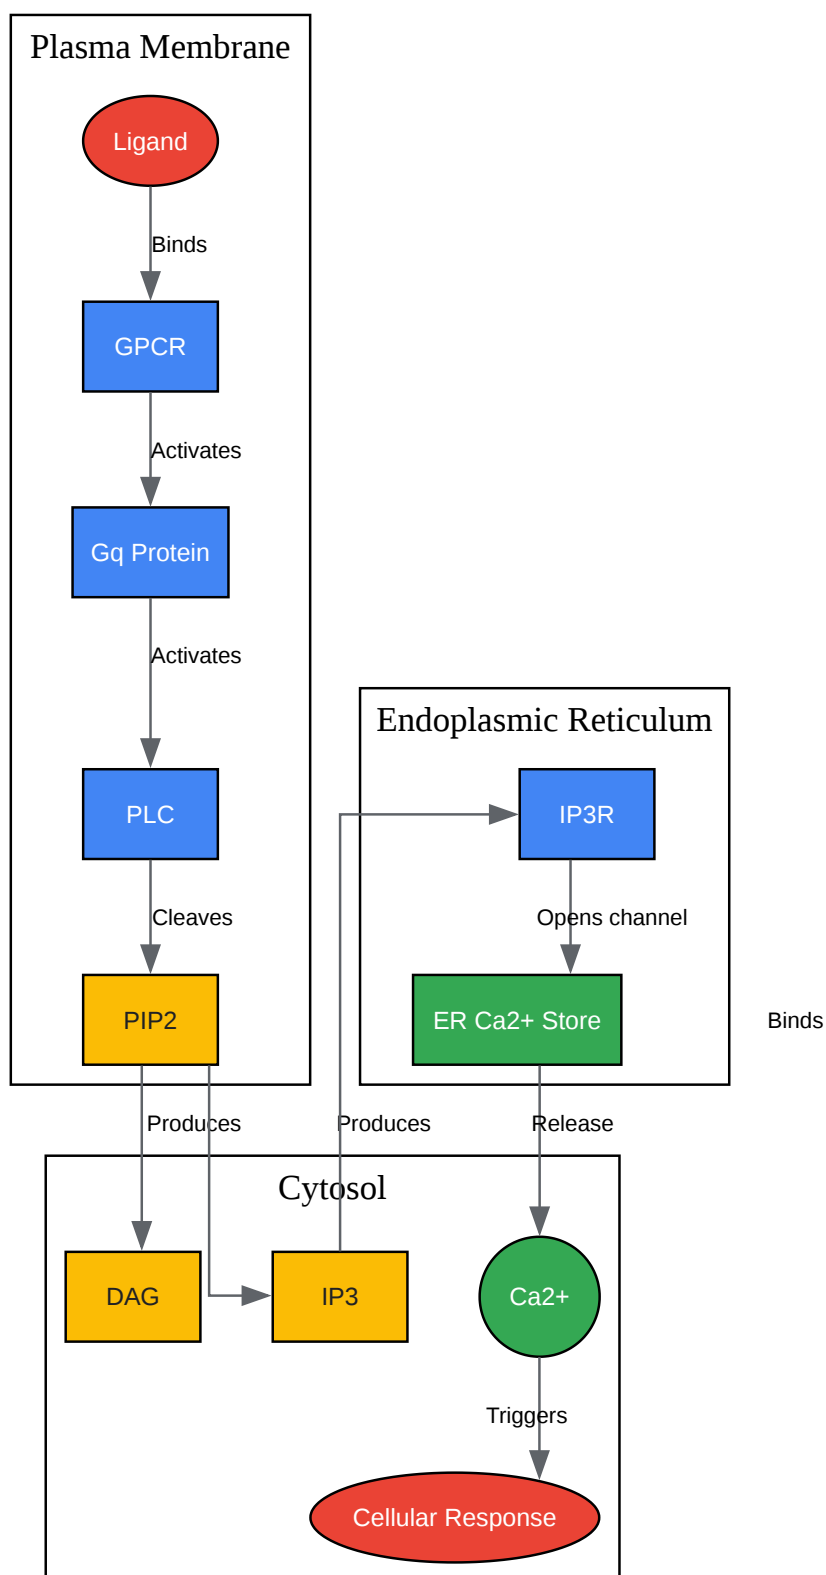 Plasma Membrane
Ligand
Binds
GPCR
Activates
Gq Protein
Activates
PLC
Cleaves
PIP2
Endoplasmic Reticulum
IP3R
Opens channel
ER Ca2+ Store
Binds
Produces
Produces
Release
Cytosol
DAG
IP3
Ca2+
Triggers
Cellular Response